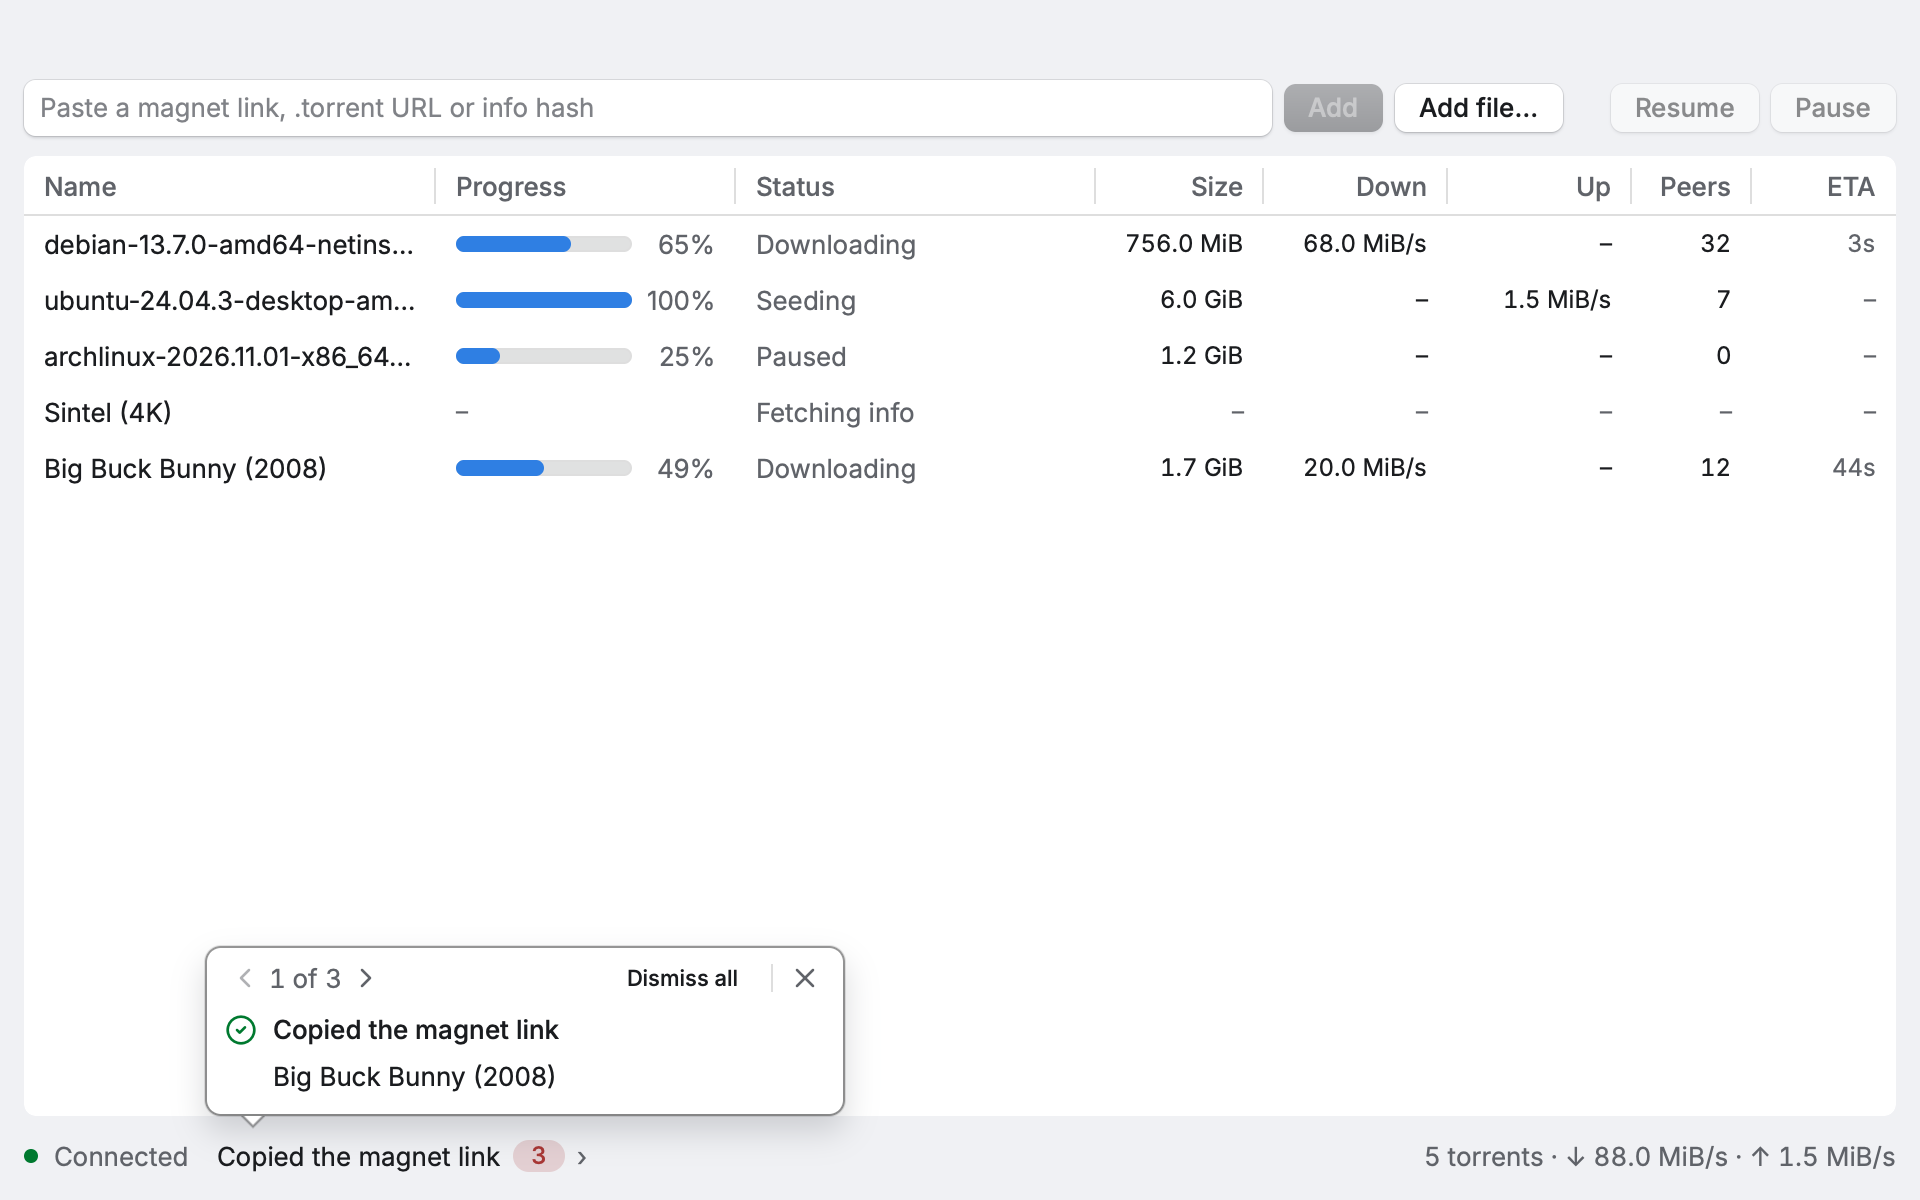 Paste a magnet link, .torrent URL or info hash Add Add file... Resume Pause
Name Progress Status Size Down Up Peers ETA
debian-13.7.0-amd64-netins... 65% Downloading 756.0 MiB 68.0 MiB/s – 32 3s
ubuntu-24.04.3-desktop-am... 100% Seeding 6.0 GiB – 1.5 MiB/s 7 –
archlinux-2026.11.01-x86_64... 25% Paused 1.2 GiB – – 0 –
Sintel (4K) – Fetching info – – – – –
Big Buck Bunny (2008) 49% Downloading 1.7 GiB 20.0 MiB/s – 12 44s
1 of 3 Dismiss all
Copied the magnet link
Big Buck Bunny (2008)
Connected Copied the magnet link 3 › 5 torrents · ↓ 88.0 MiB/s · ↑ 1.5 MiB/s